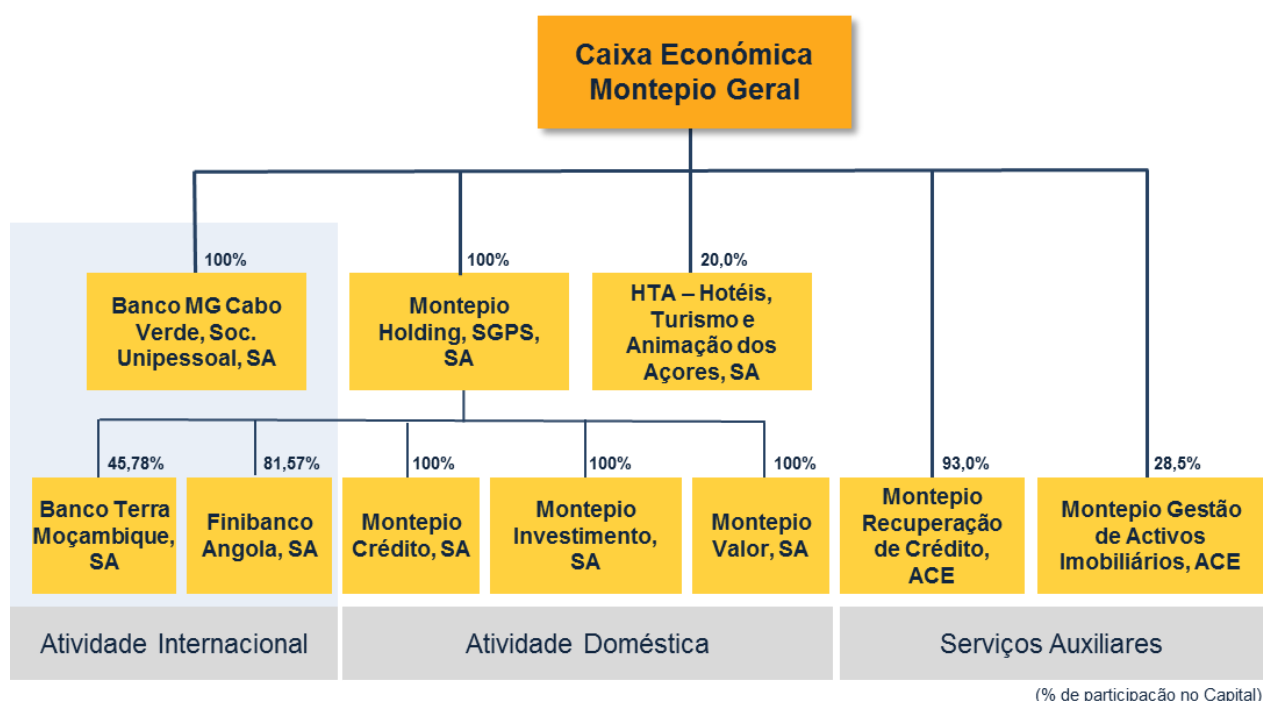 Caixa Económica
Montepio Geral
100%
100%
20,0%
Banco MG Cabo
Verde, Soc.
Unipessoal, SA
Montepio
Holding, SGPS,
SA
HTA – Hotéis,
Turismo e
Animação dos
Açores, SA
45,78%
81,57%
100%
100%
100%
93,0%
28,5%
Banco Terra
Moçambique,
SA
Finibanco
Angola, SA
Montepio
Crédito, SA
Montepio
Investimento,
SA
Montepio
Valor, SA
Montepio
Recuperação
de Crédito,
ACE
Montepio Gestão
de Activos
Imobiliários, ACE
Atividade Internacional
Atividade Doméstica
Serviços Auxiliares
(% de participação no Capital)